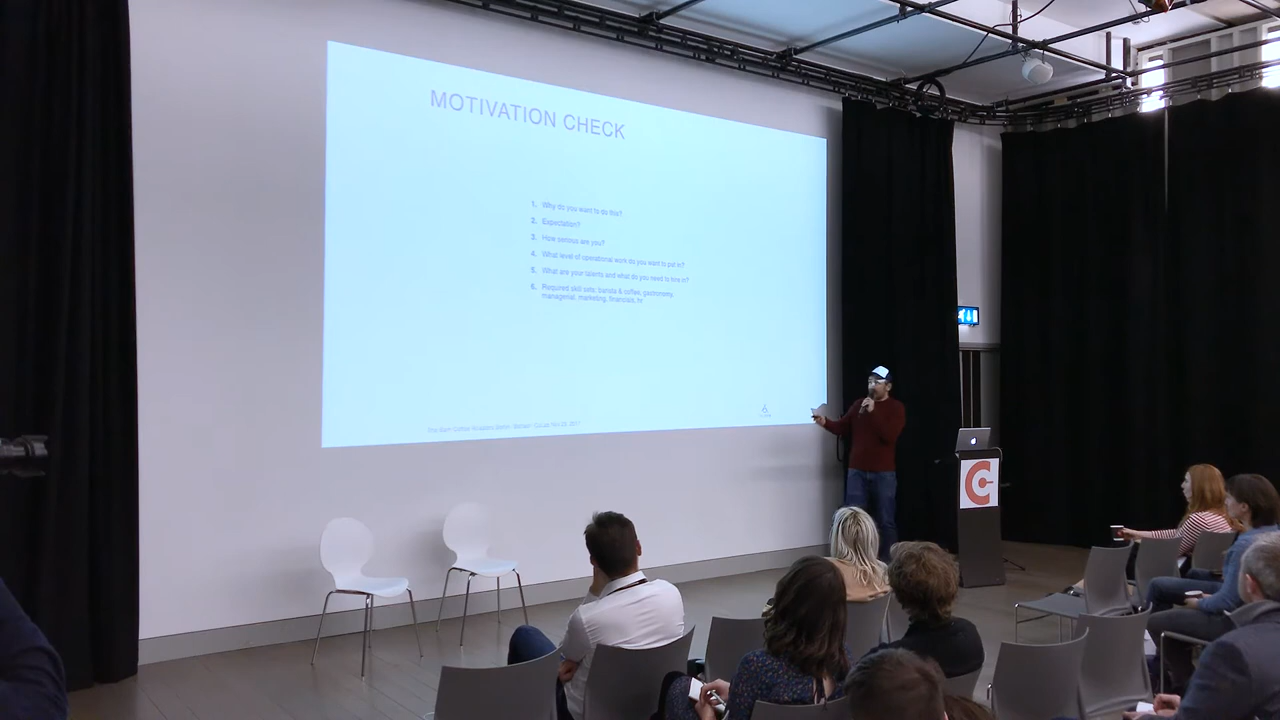 MOTIVATION CHECK
1. Why do you want to do this?
2. Expectation?
3. How serious are you?
4. What level of operational work do you want to put in?
5. What are your talents and what do you need to hire in?
6. Required skill sets: barista & coffee, gastronomy,
managerial, marketing, financials, hr